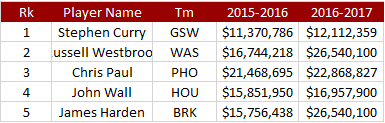 Rk Player Name Tm 2015-2016 2016-2017
1 Stephen Curry GSW $11,370,786 $12,112,359
2 ussell Westbroo WAS $16,744,218 $26,540,100
3 Chris Paul PHO $21,468,695 $22,868,827
4 John Wall HOU $15,851,950 $16,957,900
5 James Harden BRK $15,756,438 $26,540,100